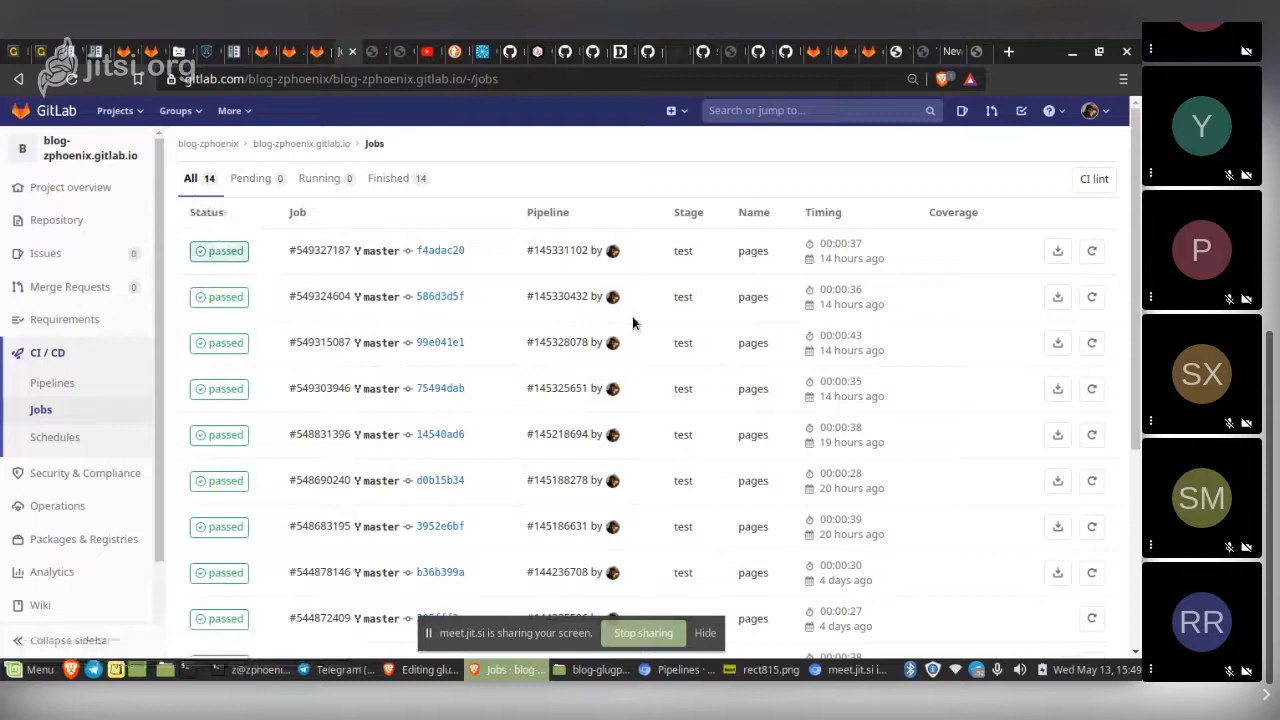 jitsi.org
New
gitlab.com/blog-zphoenix/blog-zphoenix.gitlab.io/-/jobs
GitLab Projects Groups More Search or jump to...
B blog-zphoenix.gitlab.io
Project overview
Repository
Issues 0
Merge Requests 0
Requirements
CI / CD
Pipelines
Jobs
Schedules
Security & Compliance
Operations
Packages & Registries
Analytics
Wiki
Collapse sidebar
blog-zphoenix > blog-zphoenix.gitlab.io > Jobs
All 14 Pending 0 Running 0 Finished 14 CI lint
Status Job Pipeline Stage Name Timing Coverage
passed #549327187 master f4adac20 #145331102 by test pages 00:00:37
14 hours ago
passed #549324604 master 586d3d5f #145330432 by test pages 00:00:36
14 hours ago
passed #549315087 master 99e041e1 #145328078 by test pages 00:00:43
14 hours ago
passed #549303946 master 75494dab #145325651 by test pages 00:00:35
14 hours ago
passed #548831396 master 14540ad6 #145218694 by test pages 00:00:38
19 hours ago
passed #548690240 master d0b15b34 #145188278 by test pages 00:00:28
20 hours ago
passed #548683195 master 3952e6bf #145186631 by test pages 00:00:39
20 hours ago
passed #544878146 master b36b399a #144236708 by test pages 00:00:30
4 days ago
passed #544872409 master by test pages 00:00:27
4 days ago
meet.jit.si is sharing your screen. Stop sharing Hide
Menu z@zphoeni... Telegram (... Editing glu... Jobs · blog-... blog-glugp... Pipelines ·... rect815.png meet.jit.si i... Wed May 13, 15:49
Y
P
SX
SM
RR